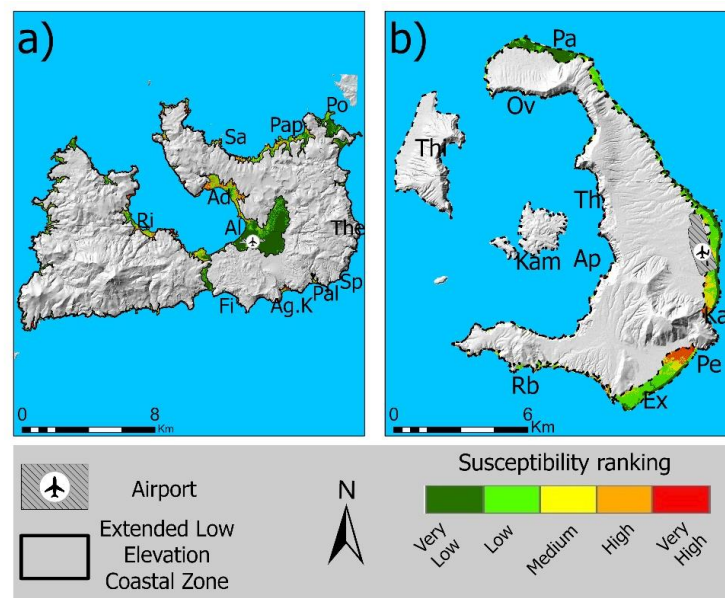 a)
Po
Pap
Sa
Ad
Ri
Al
The
Sp
Pal
Ag.K
Fi
0 8
Km
b)
Pa
Ov
Thi
Th
Kam
Ap
Ka
Pe
Rb
Ex
0 6
Km
Airport
Extended Low
Elevation
Coastal Zone
N
Susceptibility ranking
Very
Low
Low
Medium
High
Very
High